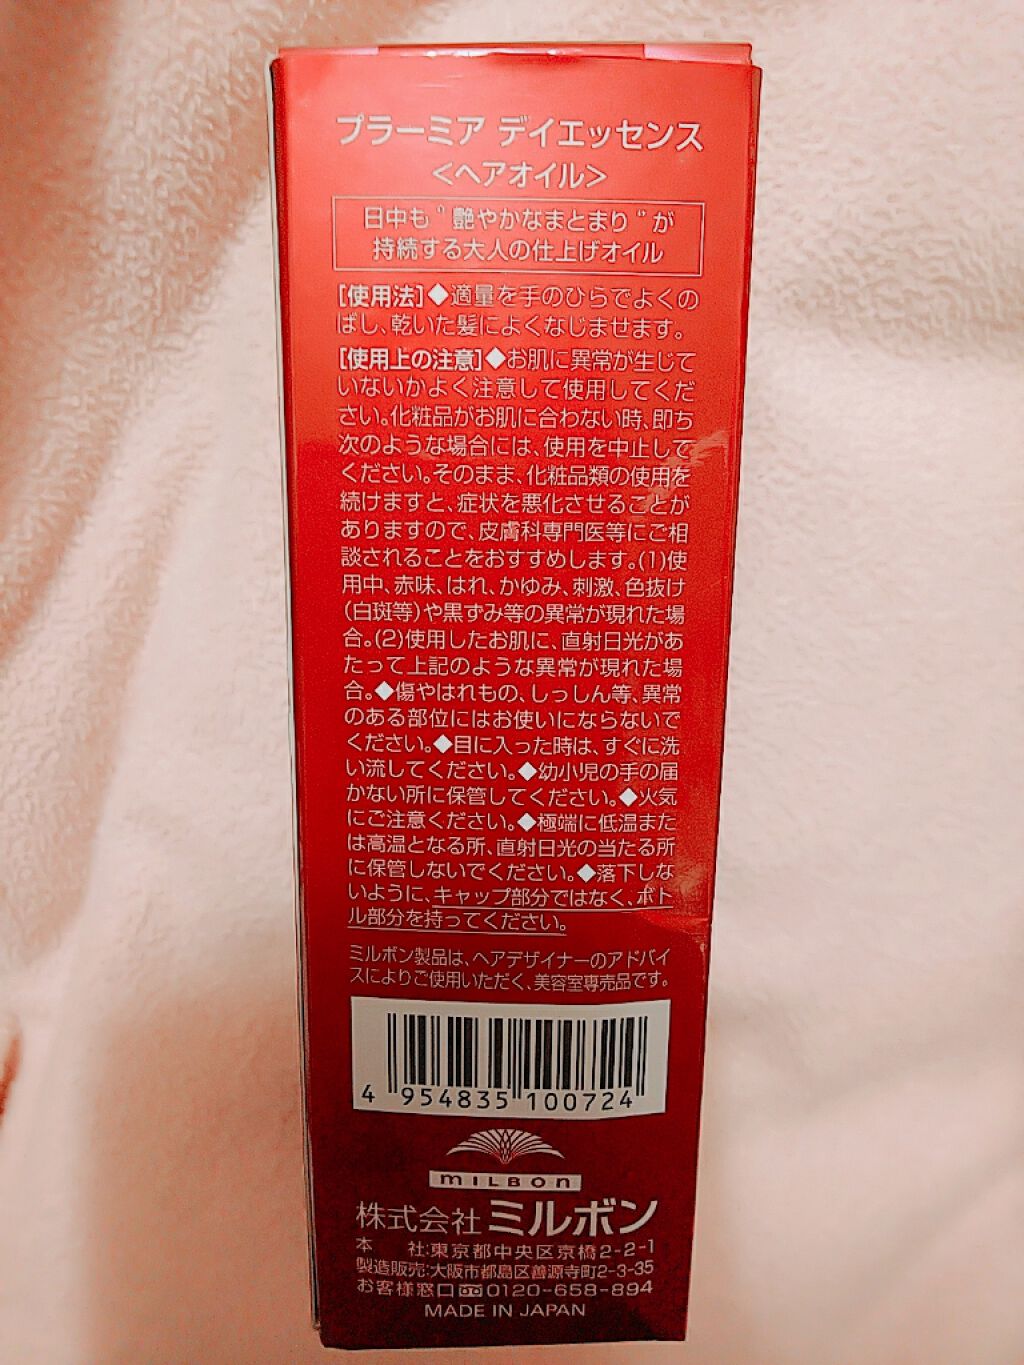 プラーミア デイエッセンス
<ヘアオイル>
日中も"艶やかなまとまり"が
持続する大人の仕上げオイル
[使用法]◆適量を手のひらでよくの
ばし、乾いた髪によくなじませます。
[使用上の注意]◆お肌に異常が生じて
いないかよく注意して使用してくだ
さい。化粧品がお肌に合わない時、即ち
次のような場合には、使用を中止して
ください。そのまま、化粧品類の使用を
続けますと、症状を悪化させることが
ありますので、皮膚科専門医等にご相
談されることをおすすめします。(1)使
用中、赤味、はれ、かゆみ、刺激、色抜け
(白斑等)や黒ずみ等の異常が現れた場
合。(2)使用したお肌に、直射日光があ
たって上記のような異常が現れた場
合。◆傷やはれもの、しっしん等、異常
のある部位にはお使いにならないで
ください。◆目に入った時は、すぐに洗
い流してください。◆幼小児の手の届
かない所に保管してください。◆火気
にご注意ください。◆極端に低温また
は高温となる所、直射日光の当たる所
に保管しないでください。◆落下しな
いように、キャップ部分ではなく、ボト
ル部分を持ってください。
ミルボン製品は、ヘアデザイナーのアドバイ
スによりご使用いただく、美容室専売品です。
4 954835 100724
MILBON
株式会社ミルボン
本 社:東京都中央区京橋2-2-1
製造販売:大阪市都島区善源寺町2-3-35
お客様窓口 0120-658-894
MADE IN JAPAN